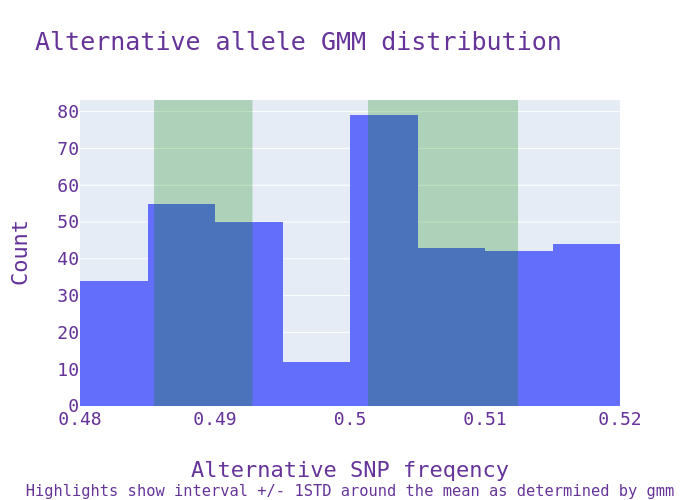 Alternative allele GMM distribution
80
70
60
50
40
30
20
10
0
Count
0.48 0.49 0.5 0.51 0.52
Alternative SNP freqency
Highlights show interval +/- 1STD around the mean as determined by gmm